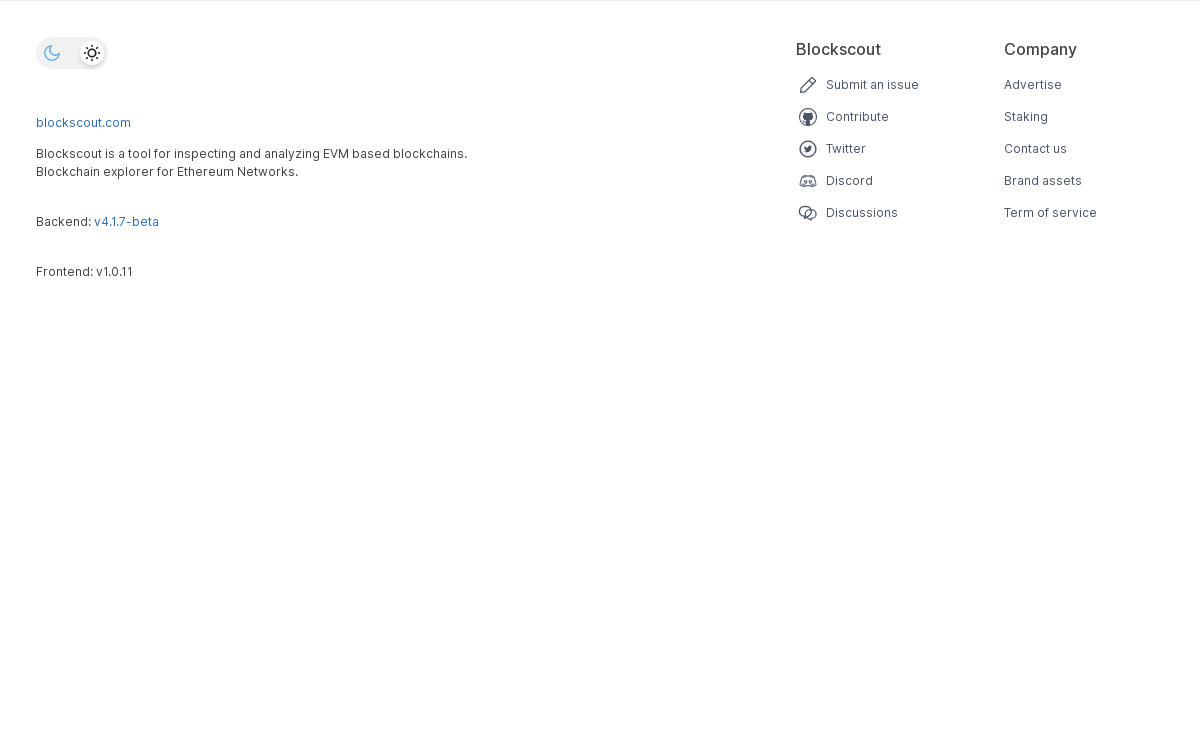 blockscout.com
Blockscout is a tool for inspecting and analyzing EVM based blockchains.
Blockchain explorer for Ethereum Networks.
Backend: v4.1.7-beta
Frontend: v1.0.11
Blockscout
Submit an issue
Contribute
Twitter
Discord
Discussions
Company
Advertise
Staking
Contact us
Brand assets
Term of service